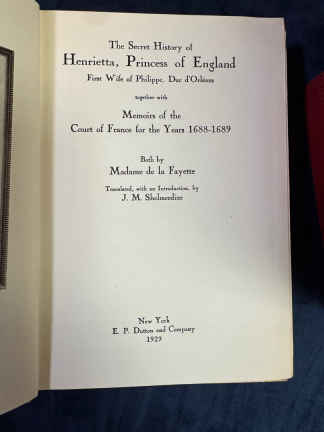 The Secret History of
Henrietta, Princess of England
First Wife of Philippe, Duc d'Orléans
together with
Memoirs of the
Court of France for the Years 1688-1689
Both by
Madame de la Fayette
Translated, with an Introduction, by
J. M. Shelmerdine
New York
E. P. Dutton and Company
1929